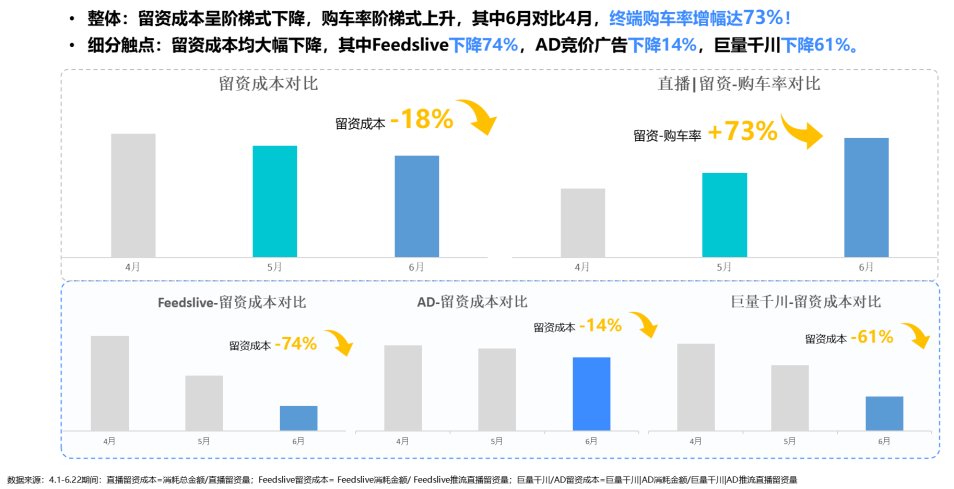 • 整体：留资成本呈阶梯式下降，购车率阶梯式上升，其中6月对比4月，终端购车率增幅达73%！
• 细分触点：留资成本均大幅下降，其中Feedslive下降74%，AD竞价广告下降14%，巨量千川下降61%。
留资成本对比
留资成本 -18%
4月
5月
6月
直播|留资-购车率对比
留资-购车率 +73%
4月
5月
6月
Feedslive-留资成本对比
留资成本 -74%
4月
5月
6月
AD-留资成本对比
留资成本 -14%
4月
5月
6月
巨量千川-留资成本对比
留资成本 -61%
4月
5月
6月
数据来源：4.1-6.22期间：直播留资成本=消耗总金额/直播留资量；Feedslive留资成本= Feedslive消耗金额/ Feedslive推流直播留资量；巨量千川/AD留资成本=巨量千川||AD消耗金额/巨量千川||AD推流直播留资量